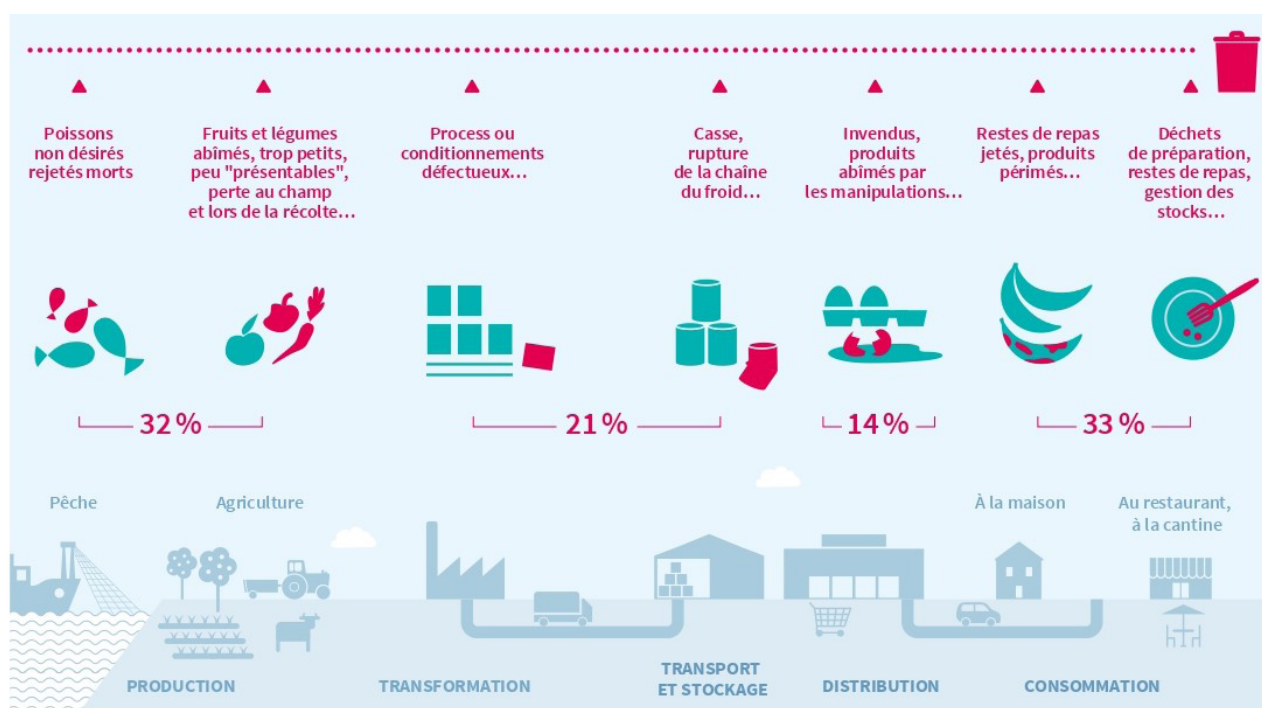 Poissons
non désirés
rejetés morts
Fruits et légumes
abîmés, trop petits,
peu "présentables",
perte au champ
et lors de la récolte...
Process ou
conditionnements
défectueux...
Casse,
rupture
de la chaîne
du froid...
Invendus,
produits
abîmés par
les manipulations...
Restes de repas
jetés, produits
périmés...
Déchets
de préparation,
restes de repas,
gestion des
stocks...
32 %
21 %
14 %
33 %
Pêche
Agriculture
À la maison
Au restaurant,
à la cantine
PRODUCTION
TRANSFORMATION
TRANSPORT
ET STOCKAGE
DISTRIBUTION
CONSOMMATION